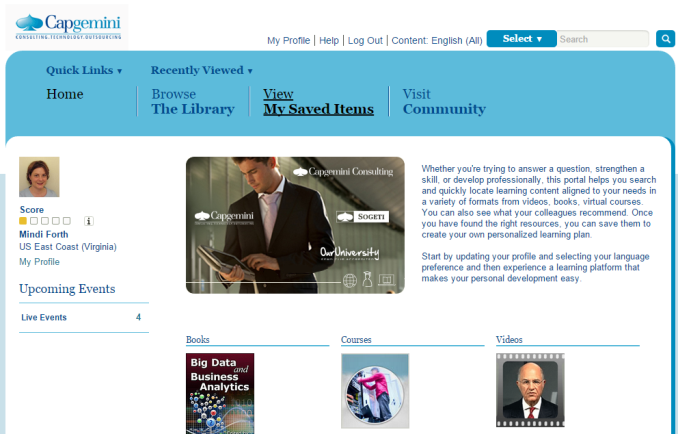 Capgemini
CONSULTING.TECHNOLOGY.OUTSOURCING
My Profile | Help | Log Out | Content: English (All) Select ▼ Search
Quick Links ▼ Recently Viewed ▼
Home
Browse
The Library
View
My Saved Items
Visit
Community
Score
i
Mindi Forth
US East Coast (Virginia)
My Profile
Upcoming Events
Live Events 4
Capgemini Consulting
Capgemini
SOGETI
OurUniversity
Whether you're trying to answer a question, strengthen a
skill, or develop professionally, this portal helps you search
and quickly locate learning content aligned to your needs in
a variety of formats from videos, books, virtual courses.
You can also see what your colleagues recommend. Once
you have found the right resources, you can save them to
create your own personalized learning plan.
Start by updating your profile and selecting your language
preference and then experience a learning platform that
makes your personal development easy.
Books
Courses
Videos
Big Data
and
Business
Analytics